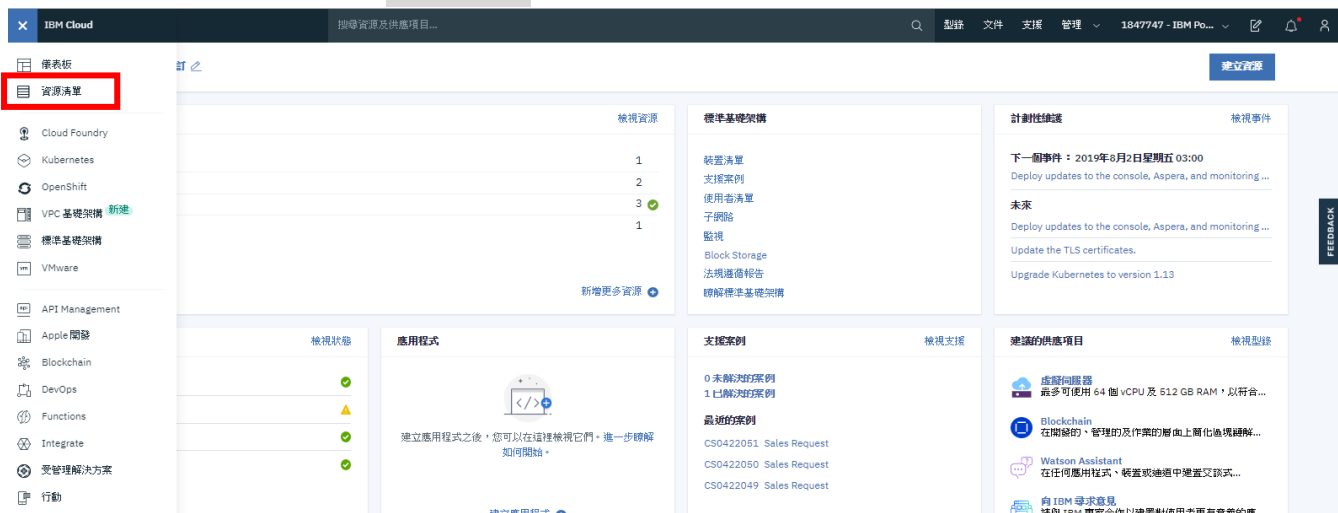 IBM Cloud
搜尋資源及供應項目...
型錄
文件
支援
管理
1847747 - IBM Po...
儀表板
資源清單
Cloud Foundry
Kubernetes
OpenShift
VPC 基礎架構 新建
標準基礎架構
VMware
API Management
Apple 開發
Blockchain
DevOps
Functions
Integrate
受管理解決方案
行動
訂
建立資源
檢視資源
1
2
3
1
新增更多資源
標準基礎架構
裝置清單
支援案例
使用者清單
子網路
監視
Block Storage
法規遵循報告
瞭解標準基礎架構
計劃性維護
檢視事件
下一個事件：2019年8月2日星期五 03:00
Deploy updates to the console, Aspera, and monitoring ...
未來
Deploy updates to the console, Aspera, and monitoring ...
Update the TLS certificates.
Upgrade Kubernetes to version 1.13
FEEDBACK
檢視狀態
應用程式
建立應用程式之後，您可以在這裡檢視它們。進一步瞭解
如何開始。
建立應用程式
支援案例
檢視支援
0 未解決的案例
1 已解決的案例
最近的案例
CS0422051 Sales Request
CS0422050 Sales Request
CS0422049 Sales Request
建議的供應項目
檢視型錄
虛擬伺服器
最多可使用 64 個 vCPU 及 512 GB RAM，以符合...
Blockchain
在開發的、管理的及作業的層面上簡化區塊鏈解...
Watson Assistant
在任何應用程式、裝置或通道中建置交談式...
向 IBM 尋求意見